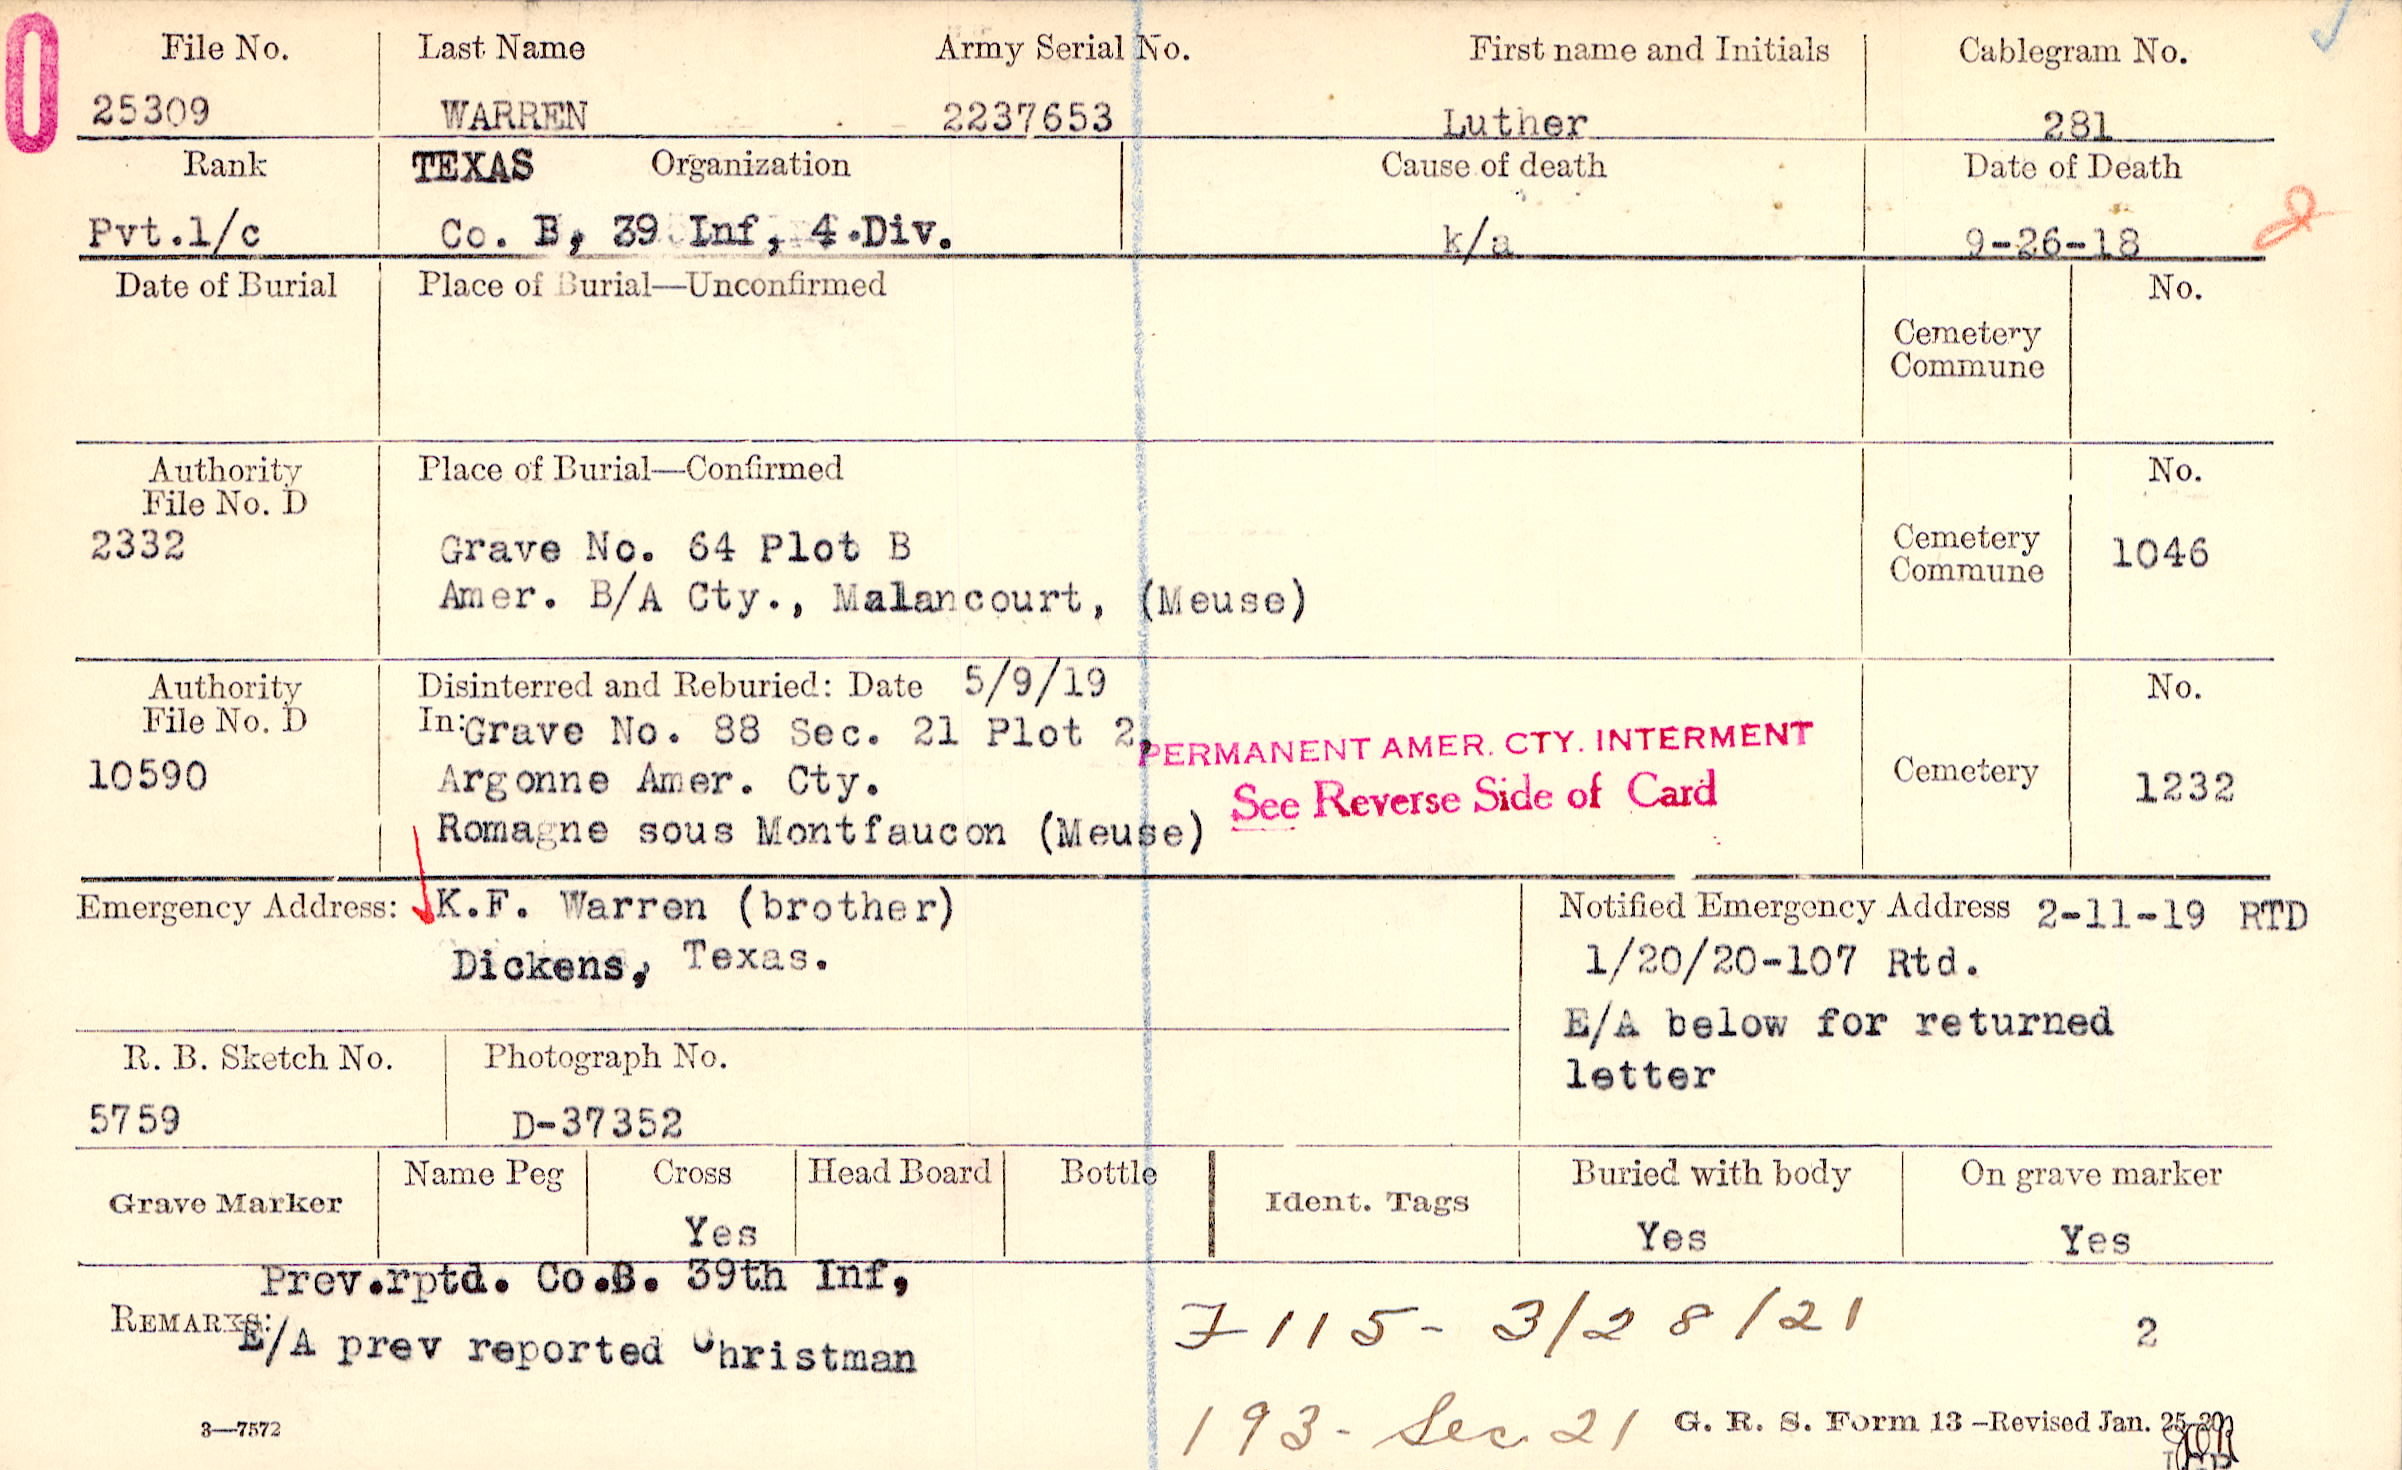 File No. Last Name Army Serial No. First name and Initials Cablegram No.
25309 WARREN 2237653 Luther 281
Rank TEXAS Organization Cause of death Date of Death
Pvt.1/c Co. B, 39 Inf, 4.Div. k/a 9-26-18
Date of Burial Place of Burial—Unconfirmed No.
Cemetery
Commune
Authority Place of Burial—Confirmed No.
File No. D
2332 Grave No. 64 Plot B Cemetery 1046
Commune
Amer. B/A Cty., Malancourt, (Meuse)
Authority Disinterred and Reburied: Date 5/9/19 No.
File No. D In: Grave No. 88 Sec. 21 Plot 2,
PERMANENT AMER. CTY. INTERMENT
10590 Argonne Amer. Cty. Cemetery 1232
See Reverse Side of Card
Romagne sous Montfaucon (Meuse)
Emergency Address: K.F. Warren (brother) Notified Emergency Address 2-11-19 RTD
Dickens, Texas. 1/20/20-107 Rtd.
E/A below for returned
letter
R. B. Sketch No. Photograph No.
5759 D-37352
Grave Marker Name Peg Cross Head Board Bottle Ident. Tags Buried with body On grave marker
Yes Yes Yes
Prev.rptd. Co.B. 39th Inf,
REMARKS: E/A prev reported Christman 7115- 3/28/21 2
193- Sec 21
3—7572 G. R. S. Form 13 –Revised Jan. 25-20